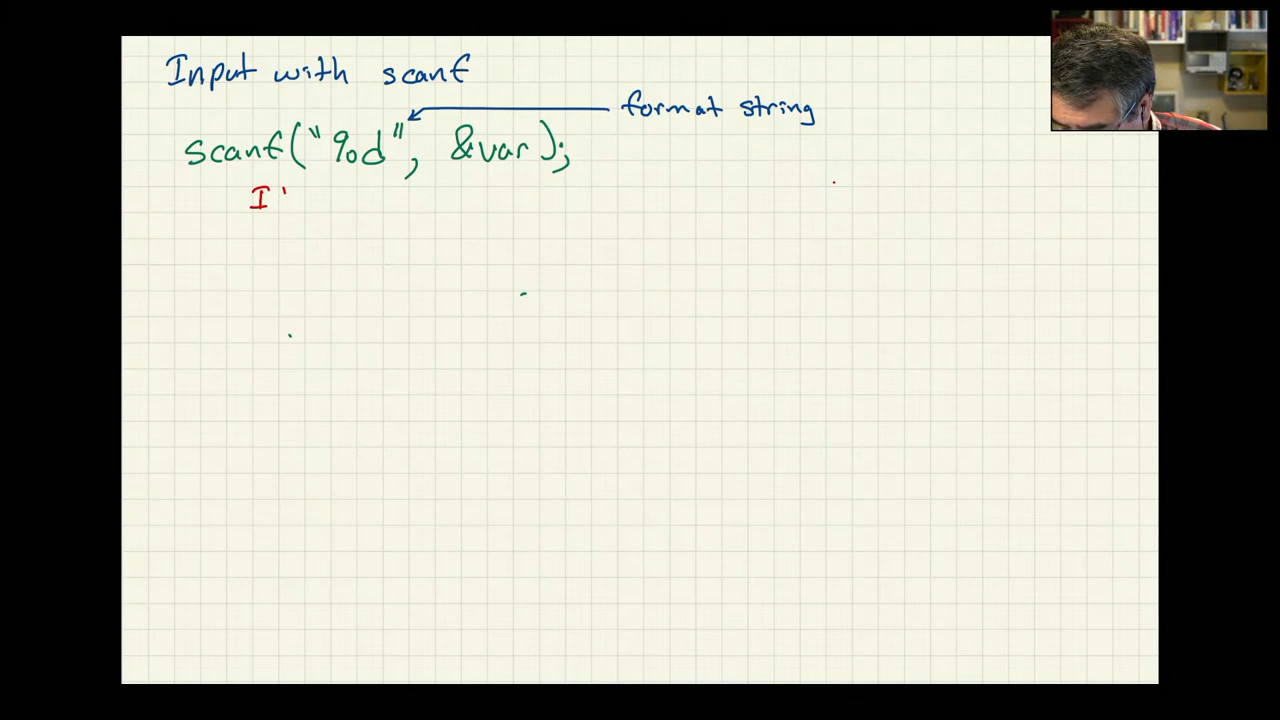 Input with scanf
format string
scanf("%d", &var);
I'